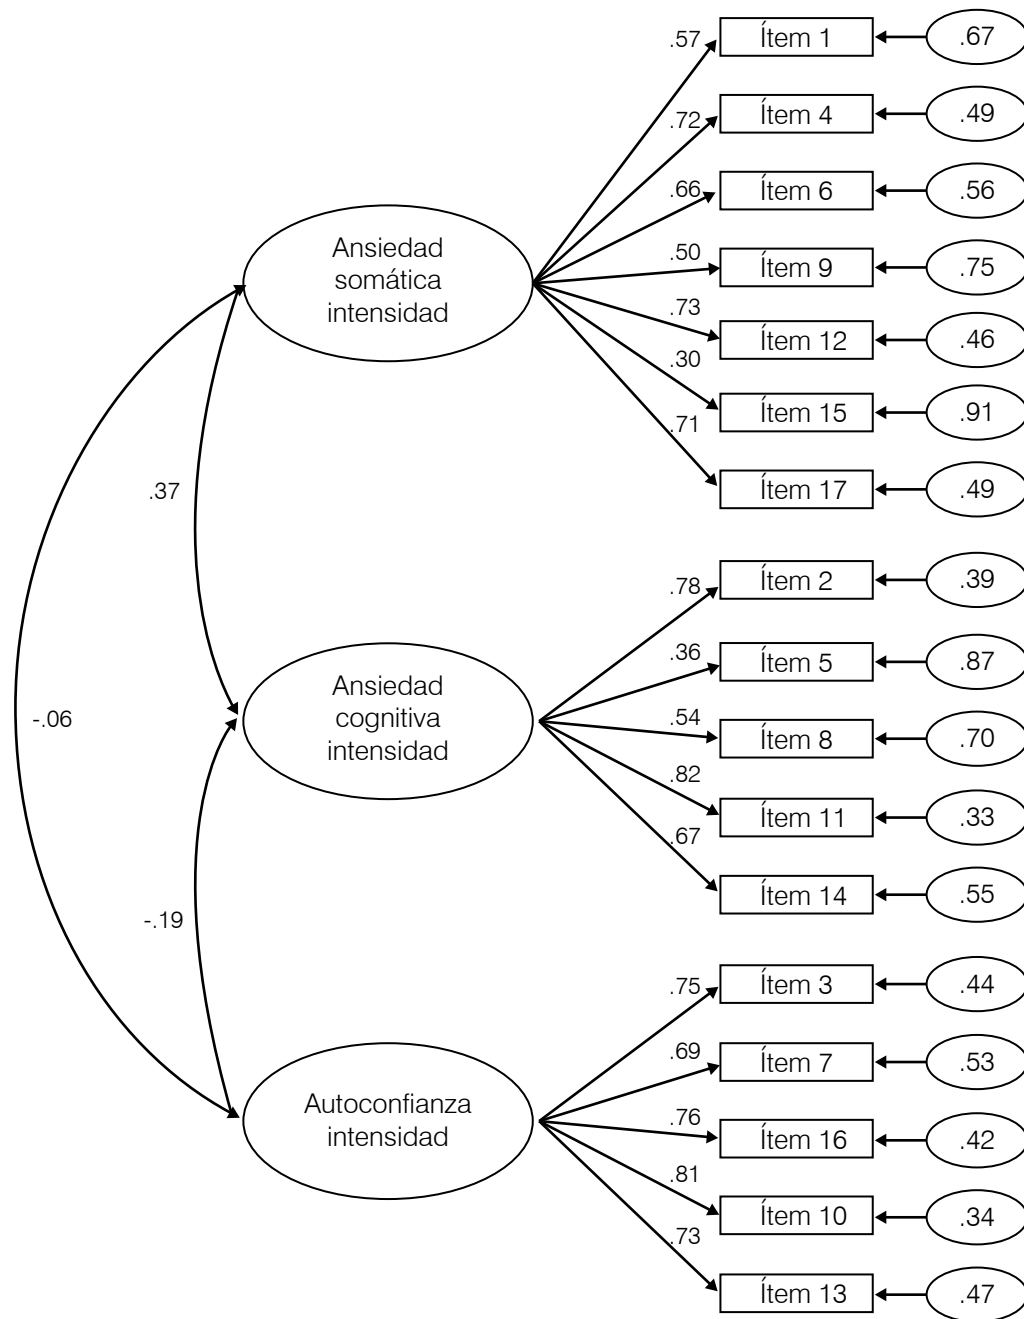 .57 Ítem 1 .67
.72 Ítem 4 .49
.66 Ítem 6 .56
Ansiedad
somática
intensidad
.50 Ítem 9 .75
.73 Ítem 12 .46
.30 Ítem 15 .91
.71 Ítem 17 .49
.37
.78 Ítem 2 .39
.36 Ítem 5 .87
Ansiedad
cognitiva
intensidad
.54 Ítem 8 .70
-.06
.82 Ítem 11 .33
.67 Ítem 14 .55
-.19
.75 Ítem 3 .44
.69 Ítem 7 .53
Autoconfianza
intensidad
.76 Ítem 16 .42
.81 Ítem 10 .34
.73 Ítem 13 .47